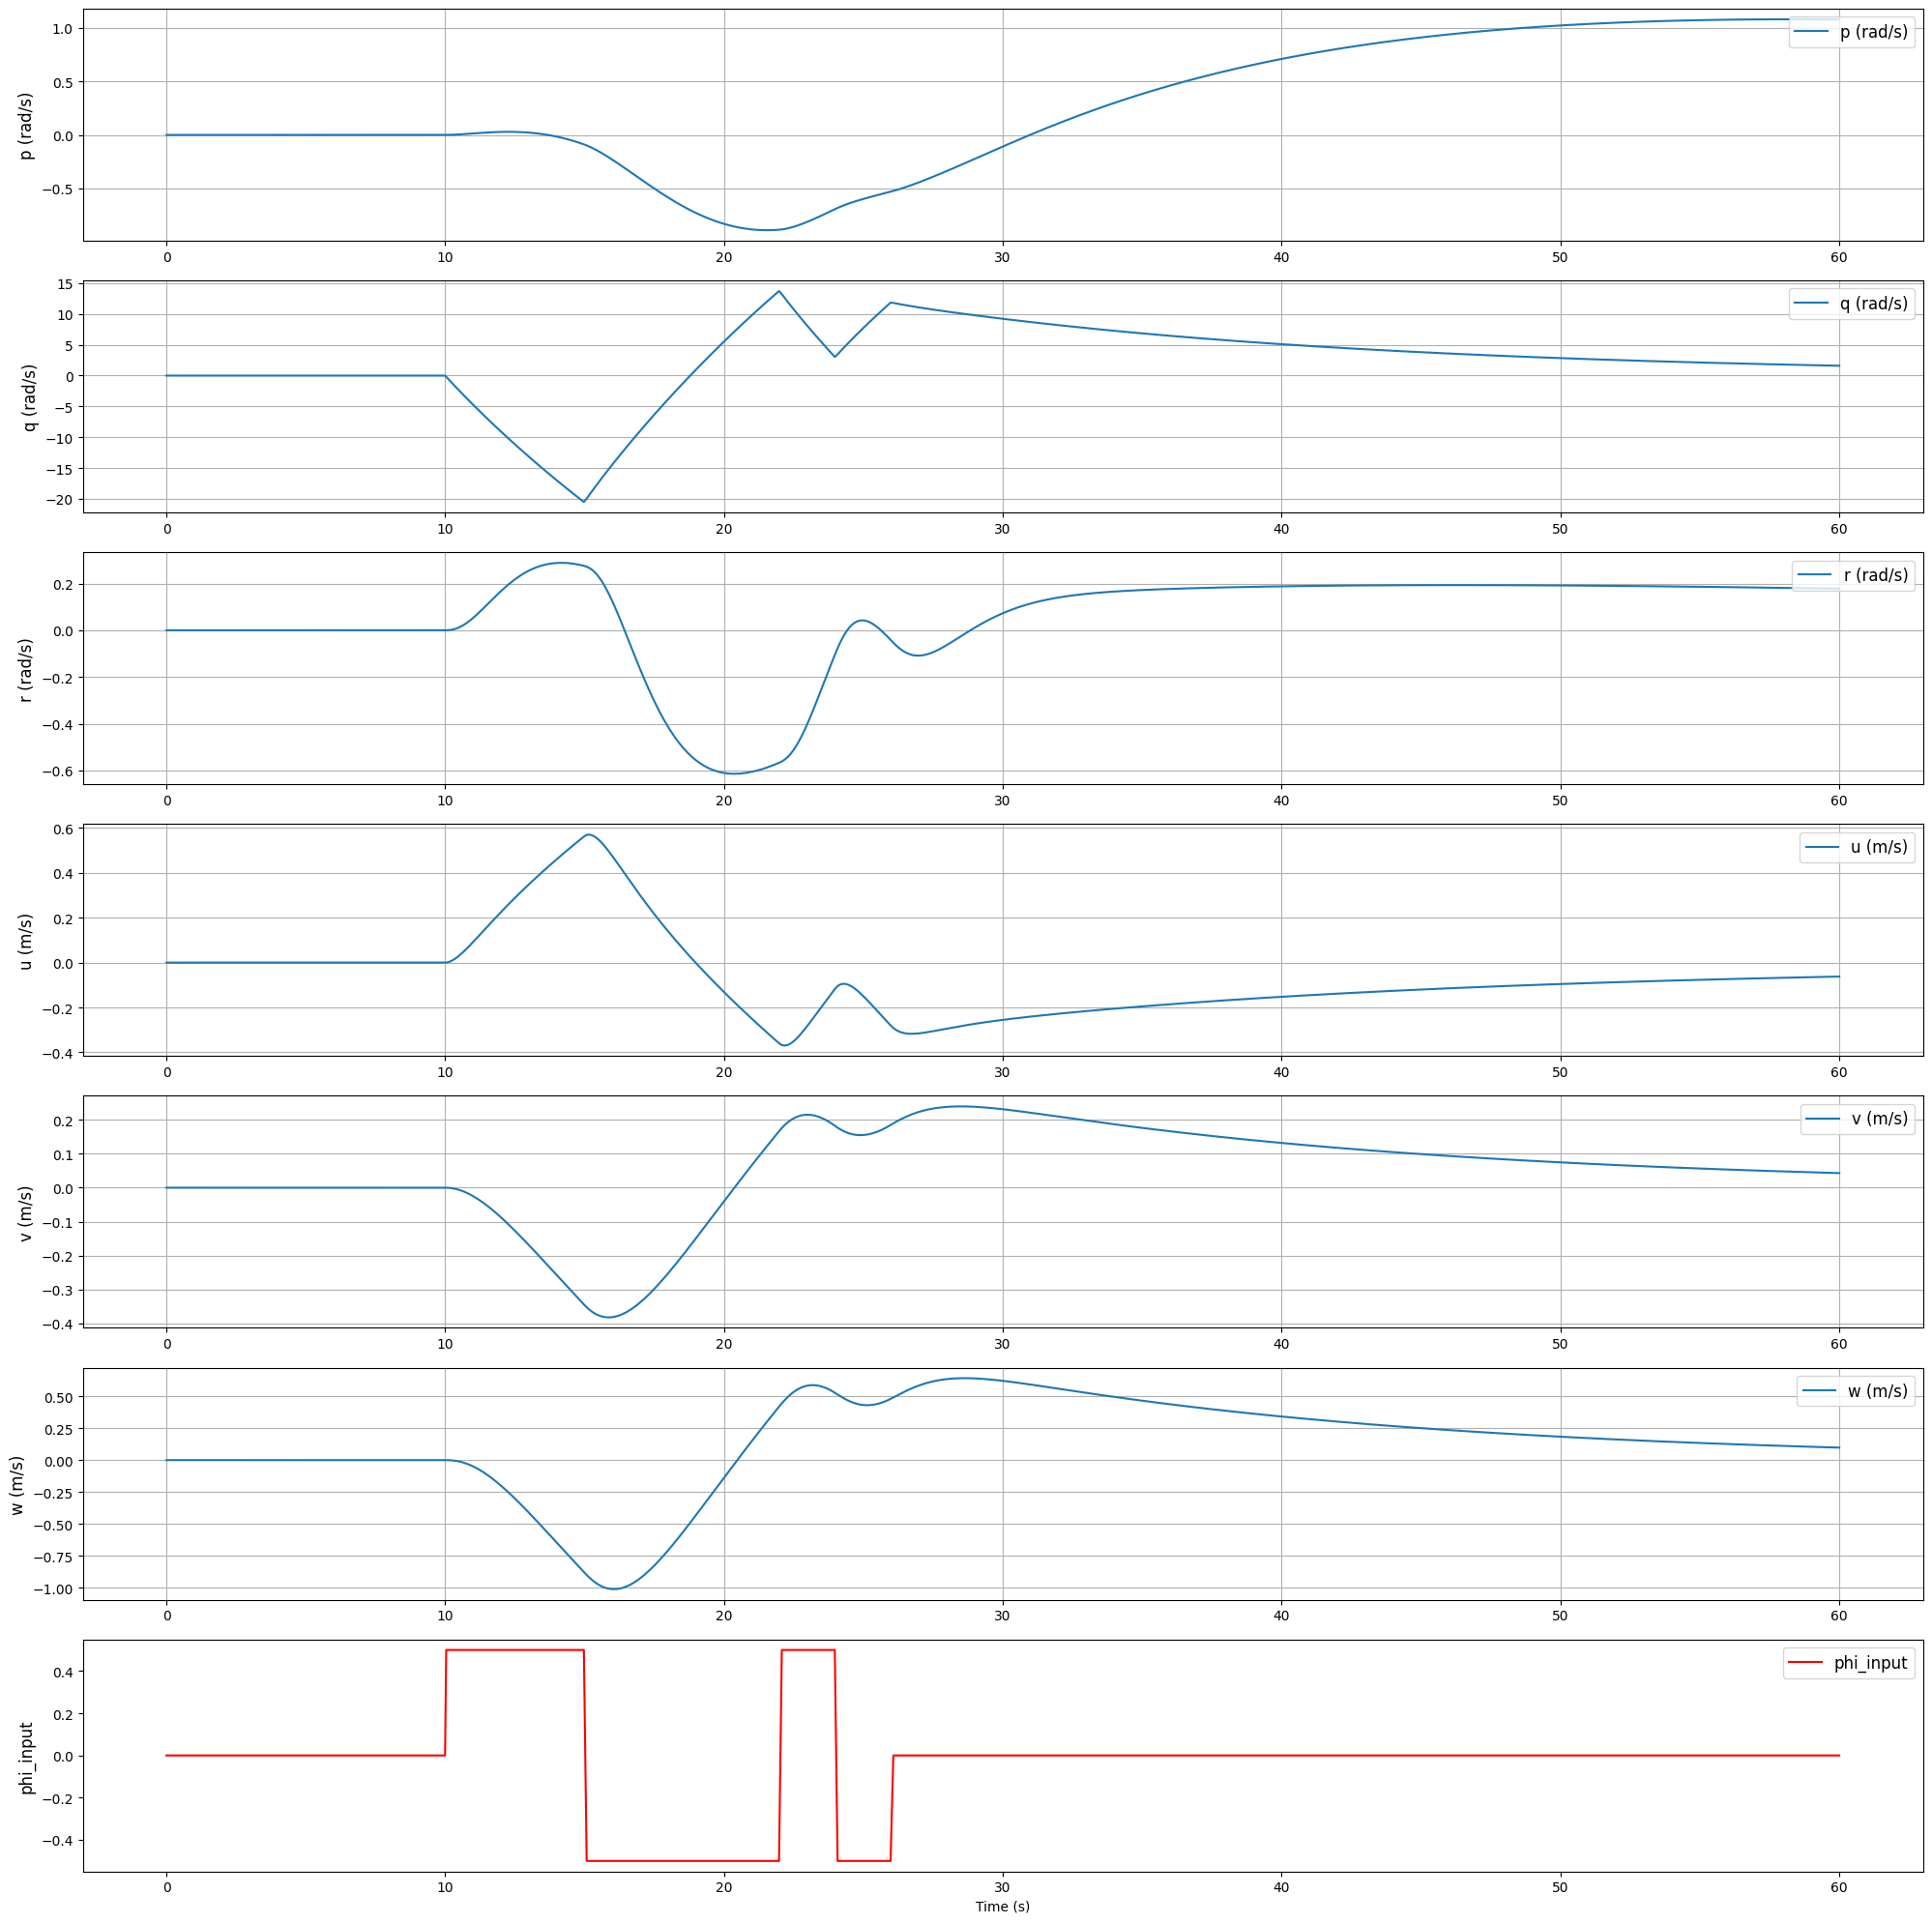 p (rad/s)
1.0
0.5
0.0
−0.5
p (rad/s)
0 10 20 30 40 50 60
q (rad/s)
15
10
5
0
−5
−10
−15
−20
q (rad/s)
0 10 20 30 40 50 60
r (rad/s)
0.2
0.0
−0.2
−0.4
−0.6
r (rad/s)
0 10 20 30 40 50 60
u (m/s)
0.6
0.4
0.2
0.0
−0.2
−0.4
u (m/s)
0 10 20 30 40 50 60
v (m/s)
0.2
0.1
0.0
−0.1
−0.2
−0.3
−0.4
v (m/s)
0 10 20 30 40 50 60
w (m/s)
0.50
0.25
0.00
−0.25
−0.50
−0.75
−1.00
w (m/s)
0 10 20 30 40 50 60
phi_input
0.4
0.2
0.0
−0.2
−0.4
phi_input
0 10 20 30 40 50 60
Time (s)